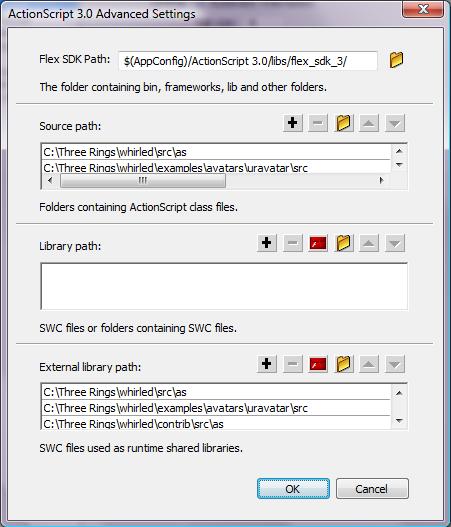 ActionScript 3.0 Advanced Settings
Flex SDK Path: $(AppConfig)/ActionScript 3.0/libs/flex_sdk_3/
The folder containing bin, frameworks, lib and other folders.
Source path:
C:\Three Rings\whirled\src\as
C:\Three Rings\whirled\examples\avatars\uravatar\src
Folders containing ActionScript class files.
Library path:
SWC files or folders containing SWC files.
External library path:
C:\Three Rings\whirled\src\as
C:\Three Rings\whirled\examples\avatars\uravatar\src
C:\Three Rings\whirled\contrib\src\as
SWC files used as runtime shared libraries.
OK Cancel